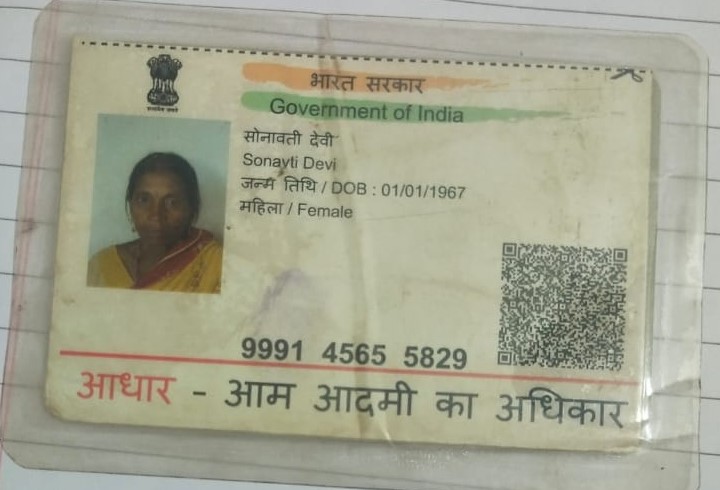 भारत सरकार
Government of India
सोनावती देवी
Sonavti Devi
जन्म तिथि / DOB : 01/01/1967
महिला / Female
9991 4565 5829
आधार - आम आदमी का अधिकार